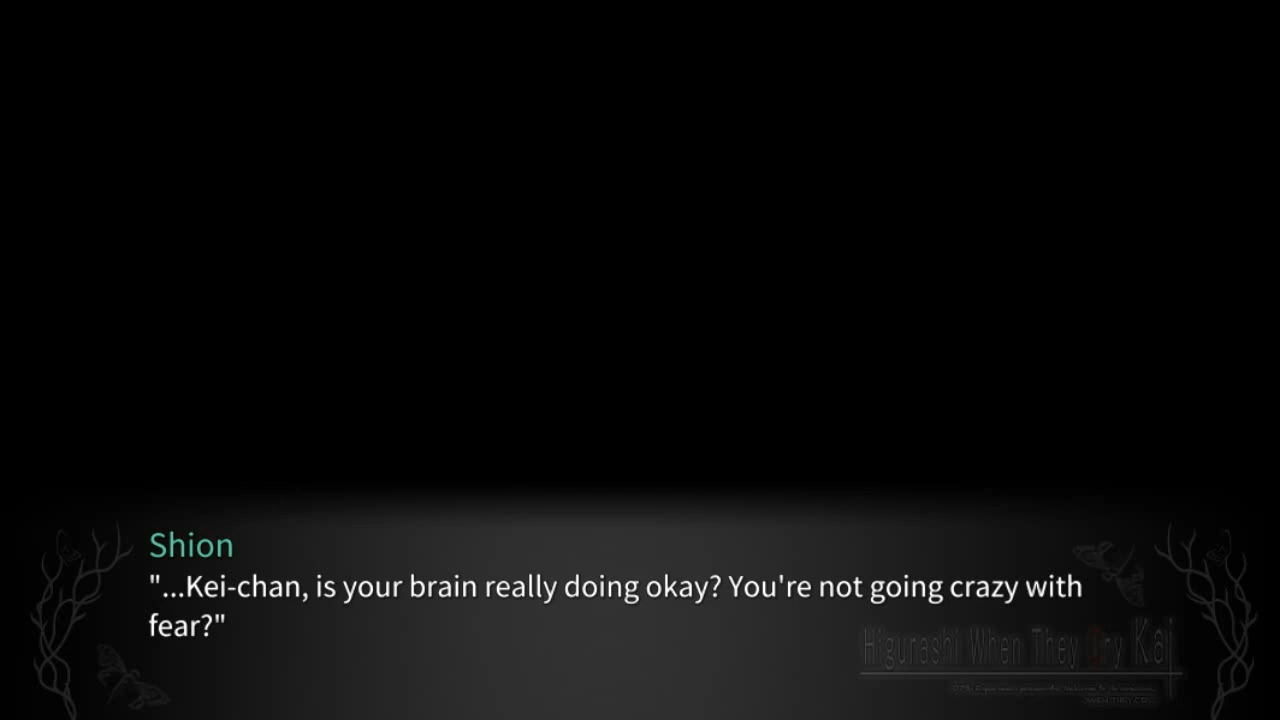 Shion
"...Kei-chan, is your brain really doing okay? You're not going crazy with
fear?"
Higurashi When They Cry Kai